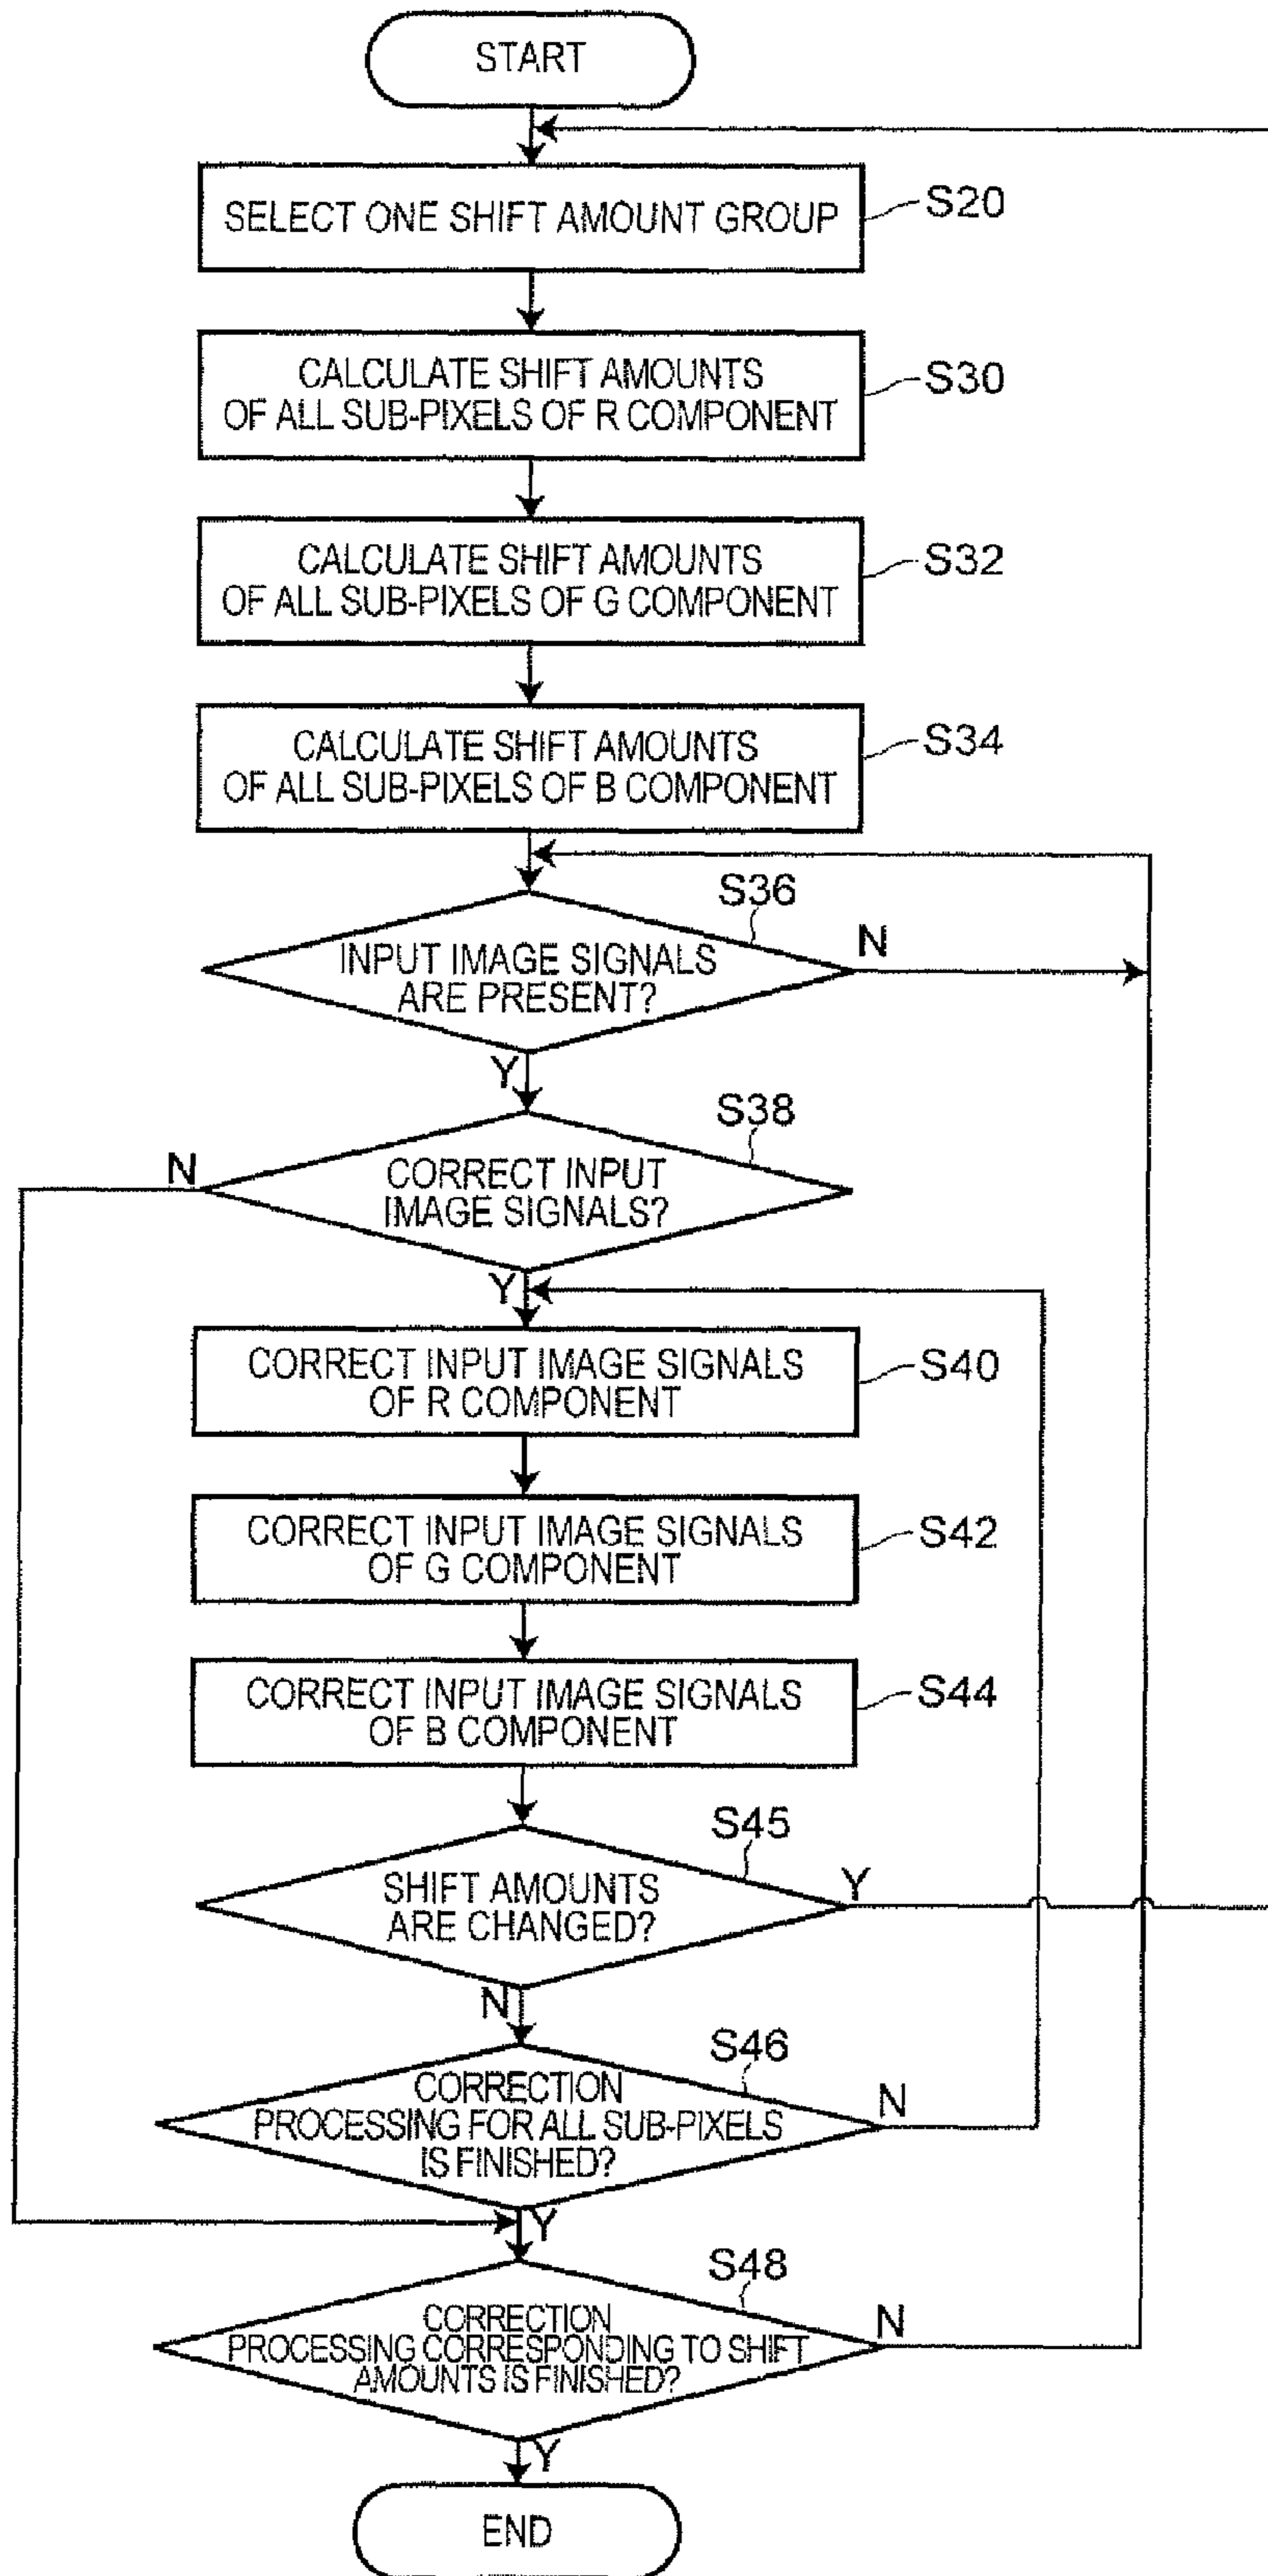 START
SELECT ONE SHIFT AMOUNT GROUP
S20
CALCULATE SHIFT AMOUNTS
OF ALL SUB-PIXELS OF R COMPONENT
S30
CALCULATE SHIFT AMOUNTS
OF ALL SUB-PIXELS OF G COMPONENT
S32
CALCULATE SHIFT AMOUNTS
OF ALL SUB-PIXELS OF B COMPONENT
S34
S36
INPUT IMAGE SIGNALS
ARE PRESENT?
N
Y
S38
CORRECT INPUT
IMAGE SIGNALS?
N
Y
CORRECT INPUT IMAGE SIGNALS
OF R COMPONENT
S40
CORRECT INPUT IMAGE SIGNALS
OF G COMPONENT
S42
CORRECT INPUT IMAGE SIGNALS
OF B COMPONENT
S44
S45
SHIFT AMOUNTS
ARE CHANGED?
Y
N
S46
CORRECTION
PROCESSING FOR ALL SUB-PIXELS
IS FINISHED?
N
Y
S48
CORRECTION
PROCESSING CORRESPONDING TO SHIFT
AMOUNTS IS FINISHED?
N
Y
END